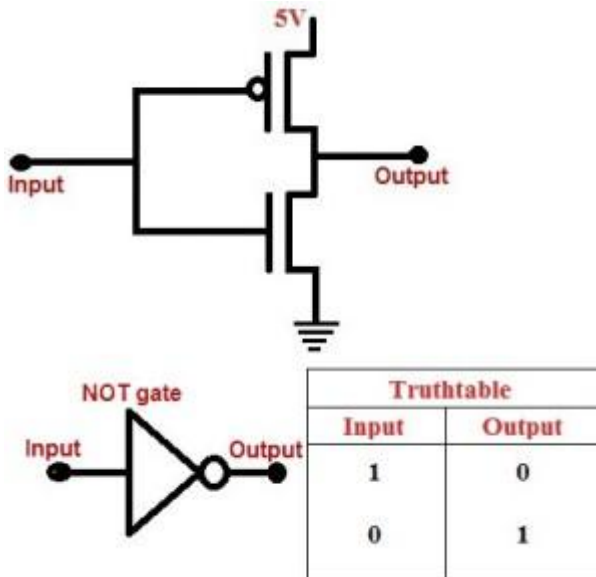 5V
Input
Output
NOT gate
Input
Output
Truthtable
Input Output
1 0
0 1